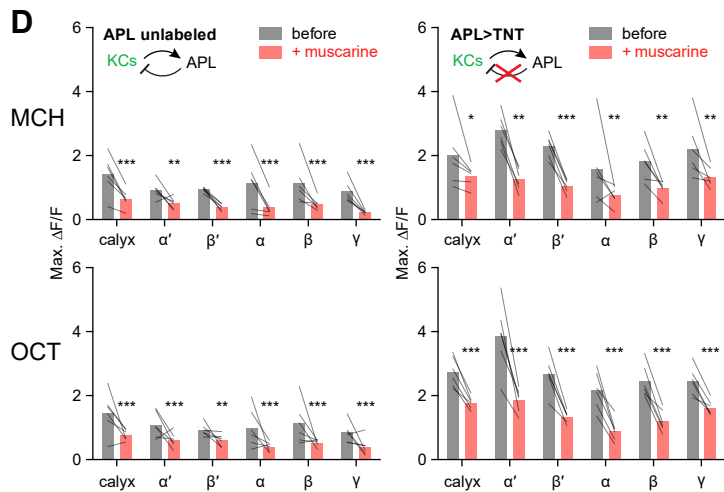 D
APL unlabeled
KCs APL
before
+ muscarine
APL>TNT
KCs APL
before
+ muscarine
MCH
Max. ΔF/F
6
4
2
0
*** ** *** *** *** ***
calyx α′ β′ α β γ
Max. ΔF/F
6
4
2
0
* ** *** ** ** **
calyx α′ β′ α β γ
OCT
6
4
2
0
*** *** ** *** *** ***
calyx α′ β′ α β γ
6
4
2
0
*** *** *** *** *** ***
calyx α′ β′ α β γ